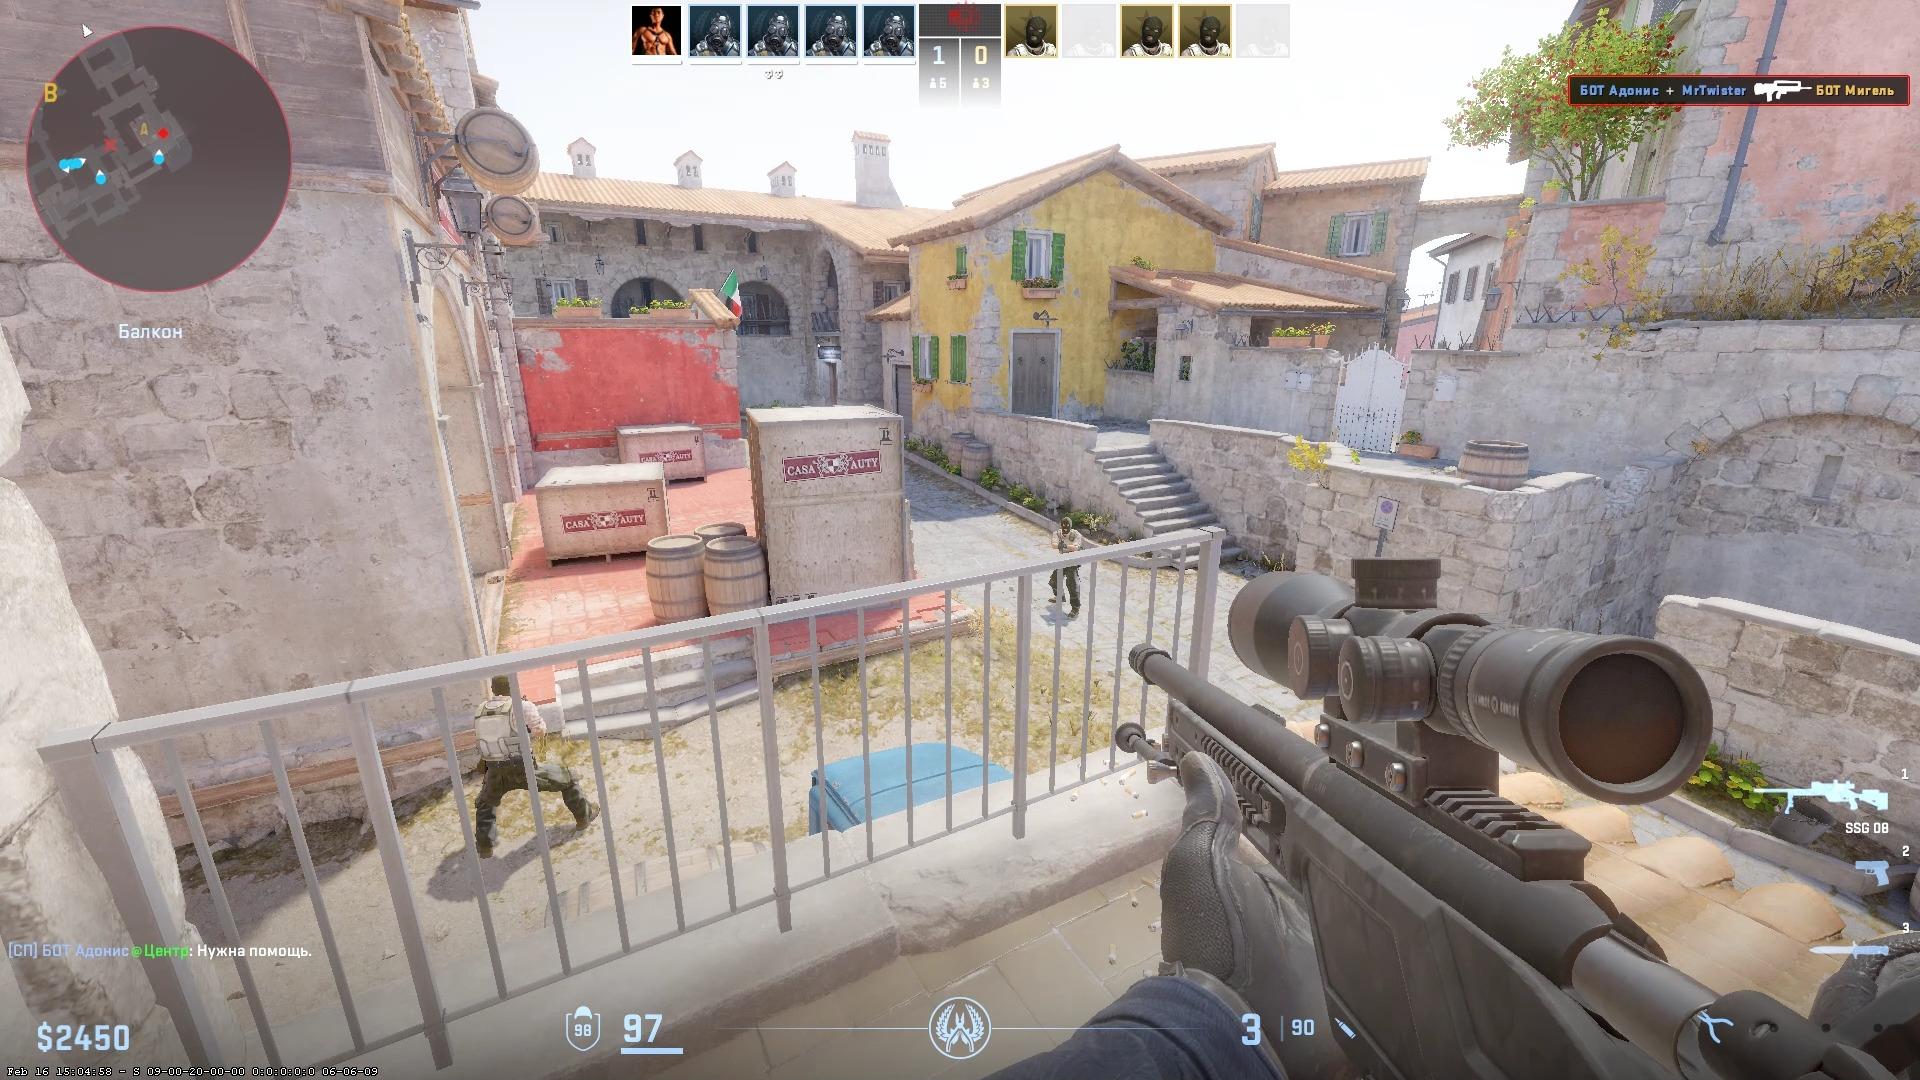 1 0
5 3
B
A
БОТ Адонис + MrTwister БОТ Мигель
Балкон
CASA AUTY
CASA AUTY
CASA AUTY
1
SSG 08
2
3
[СП] БОТ Адонис@Центр: Нужна помощь.
$2450
98 97
3 | 90
Feb 16 15:04:58 - S 09-00-20-00-00 0:0:0:0:0 06-06-09